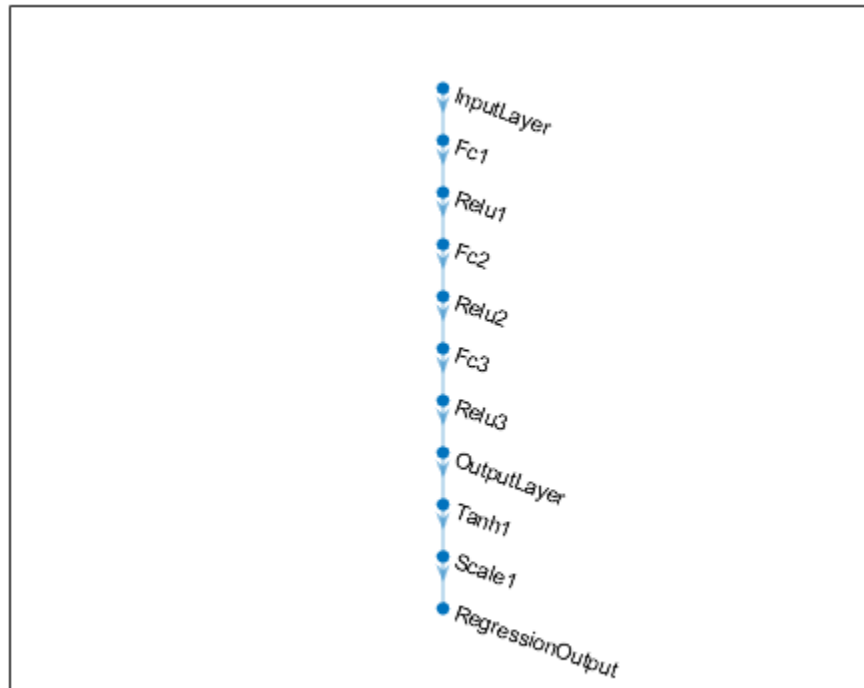 InputLayer
Fc1
Relu1
Fc2
Relu2
Fc3
Relu3
OutputLayer
Tanh1
Scale1
RegressionOutput